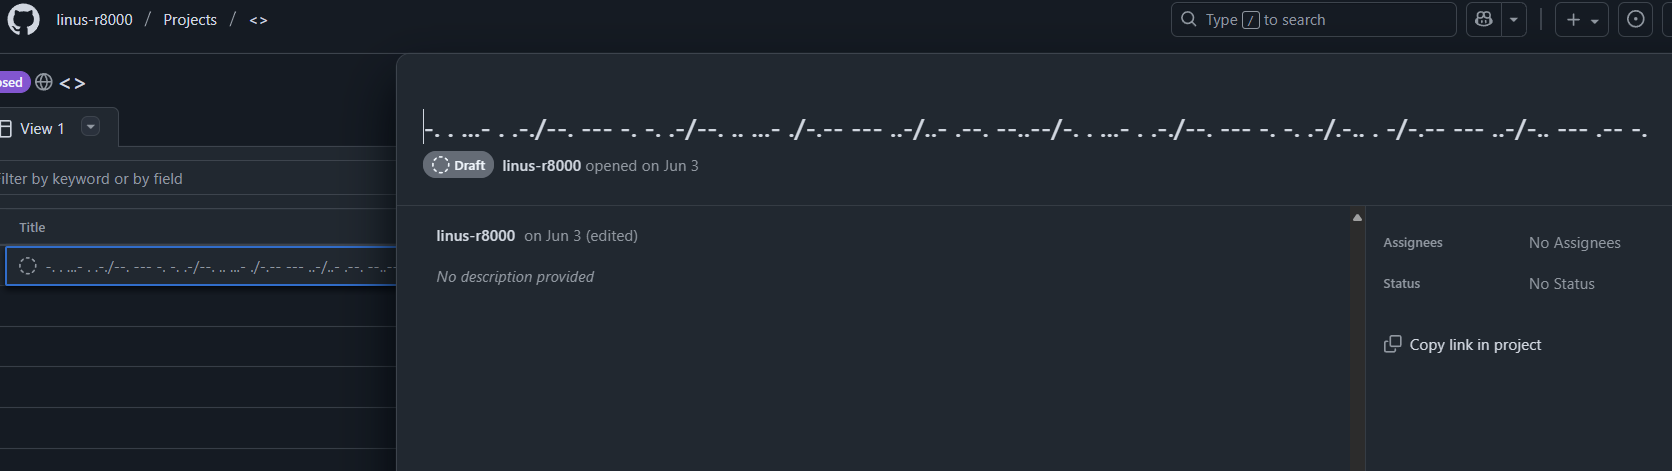 linus-r8000 / Projects / <>
Type / to search
<>
View 1
-. . ...- . .-./--. --- -. -. .-/--. .. ...- ./-.-- --- ..-/..- .--. --..--/-. . ...- . .-./--. --- -. -. .-/.-.. . -/-.-- --- ..-/-.. --- .-- -.
Draft linus-r8000 opened on Jun 3
by keyword or by field
Title
-. . ...- . .-./--. --- -. -. .-/--. .. ...- ./-.-- --- ..-/..- .--. --..--
linus-r8000 on Jun 3 (edited)
No description provided
Assignees No Assignees
Status No Status
Copy link in project